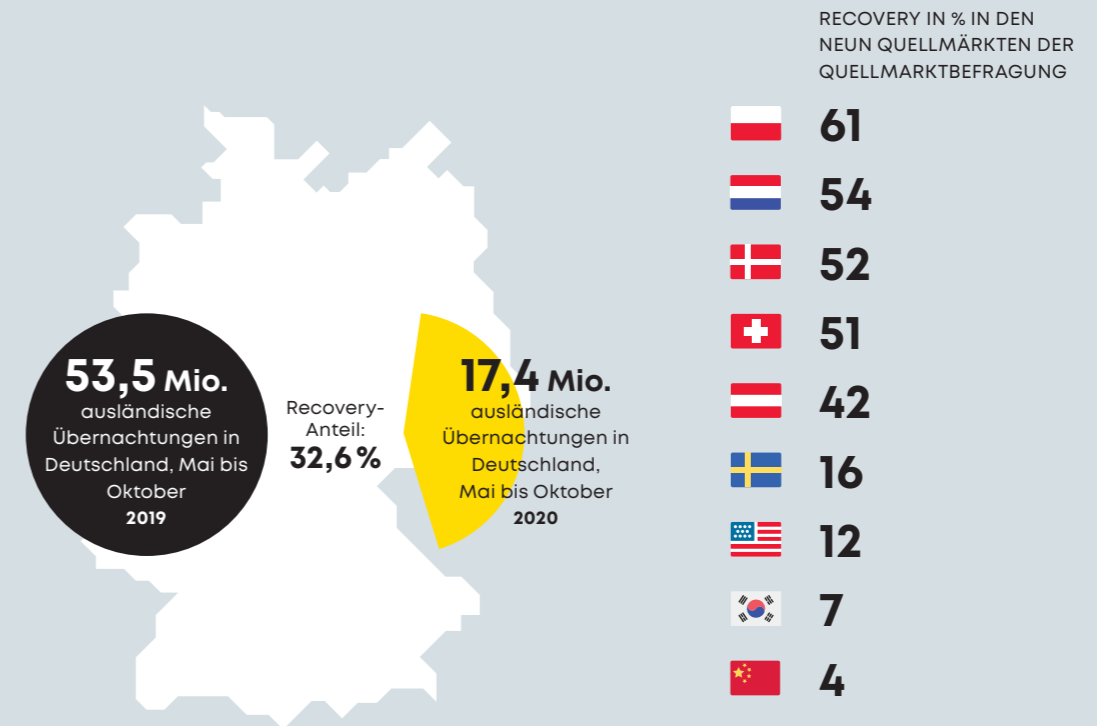 RECOVERY IN % IN DEN
NEUN QUELLMÄRKTEN DER
QUELLMARKTBEFRAGUNG
61
54
52
51
42
16
12
7
4
53,5 Mio.
ausländische
Übernachtungen in
Deutschland, Mai bis
Oktober
2019
Recovery-
Anteil:
32,6 %
17,4 Mio.
ausländische
Übernachtungen in
Deutschland,
Mai bis Oktober
2020